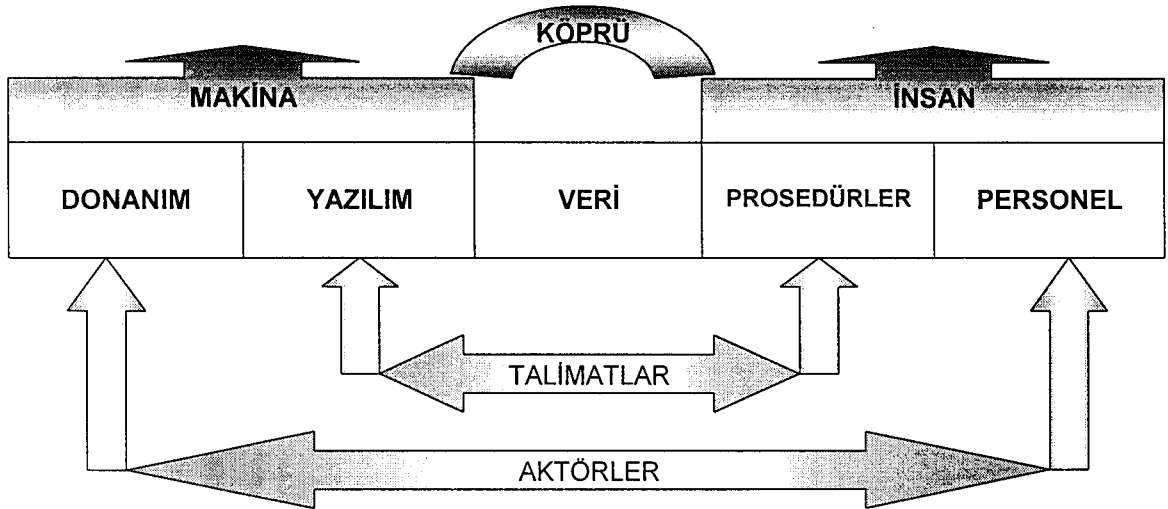 KÖPRÜ
MAKİNA
İNSAN
DONANIM
YAZILIM
VERİ
PROSEDÜRLER
PERSONEL
TALİMATLAR
AKTÖRLER